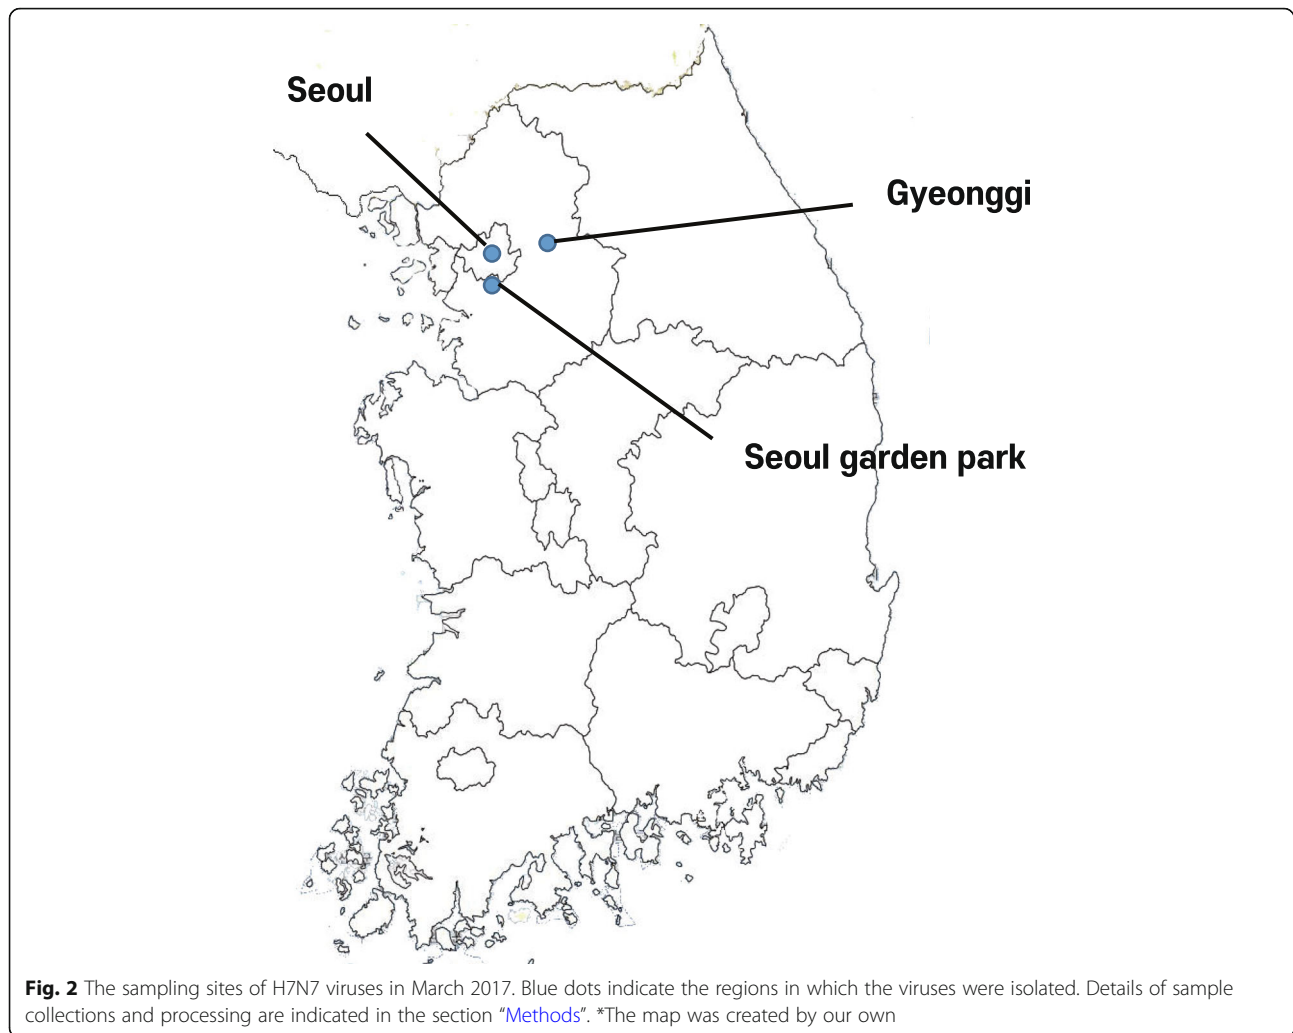 Seoul
Gyeonggi
Seoul garden park
Fig. 2 The sampling sites of H7N7 viruses in March 2017. Blue dots indicate the regions in which the viruses were isolated. Details of sample
collections and processing are indicated in the section “Methods”. *The map was created by our own